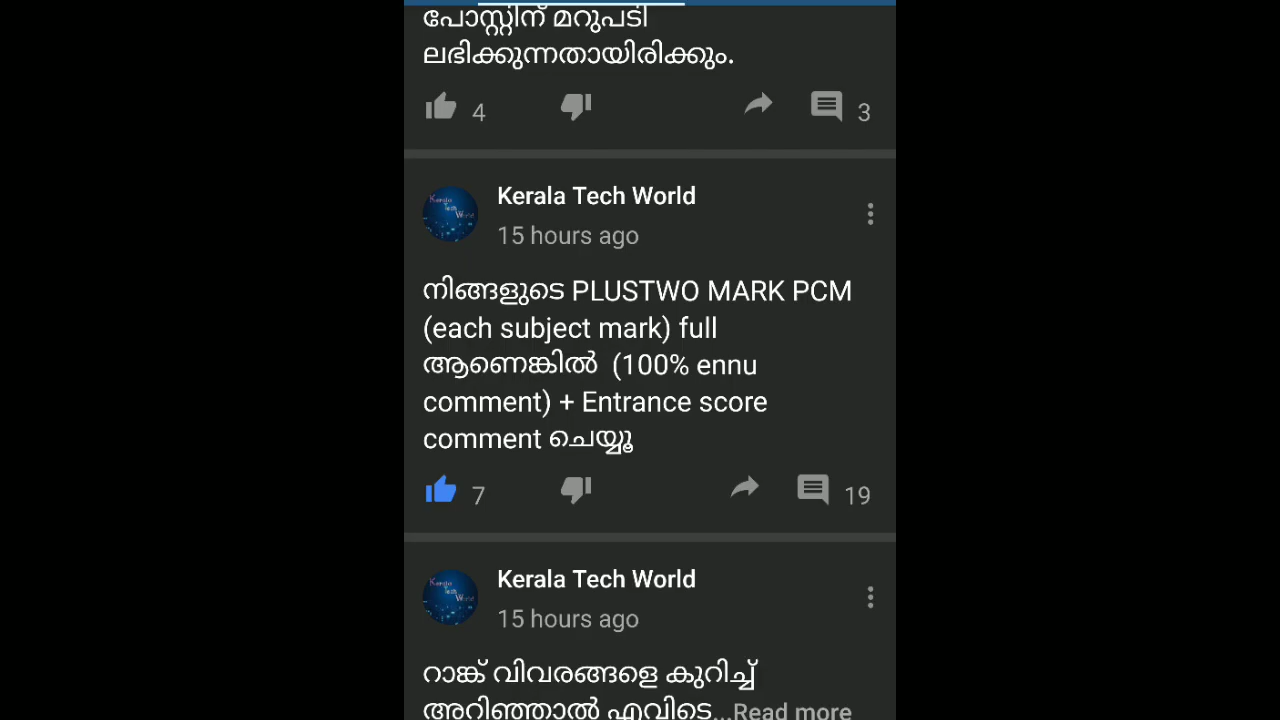 പോസ്റ്റിന് മറുപടി
ലഭിക്കുന്നതായിരിക്കും.
4 3
Kerala Tech World
15 hours ago
നിങ്ങളുടെ PLUSTWO MARK PCM
(each subject mark) full
ആണെങ്കിൽ (100% ennu
comment) + Entrance score
comment ചെയ്യൂ
7 19
Kerala Tech World
15 hours ago
റാങ്ക് വിവരങ്ങളെ കുറിച്ച്
അറിഞ്ഞാൽ എവിടെ...Read more